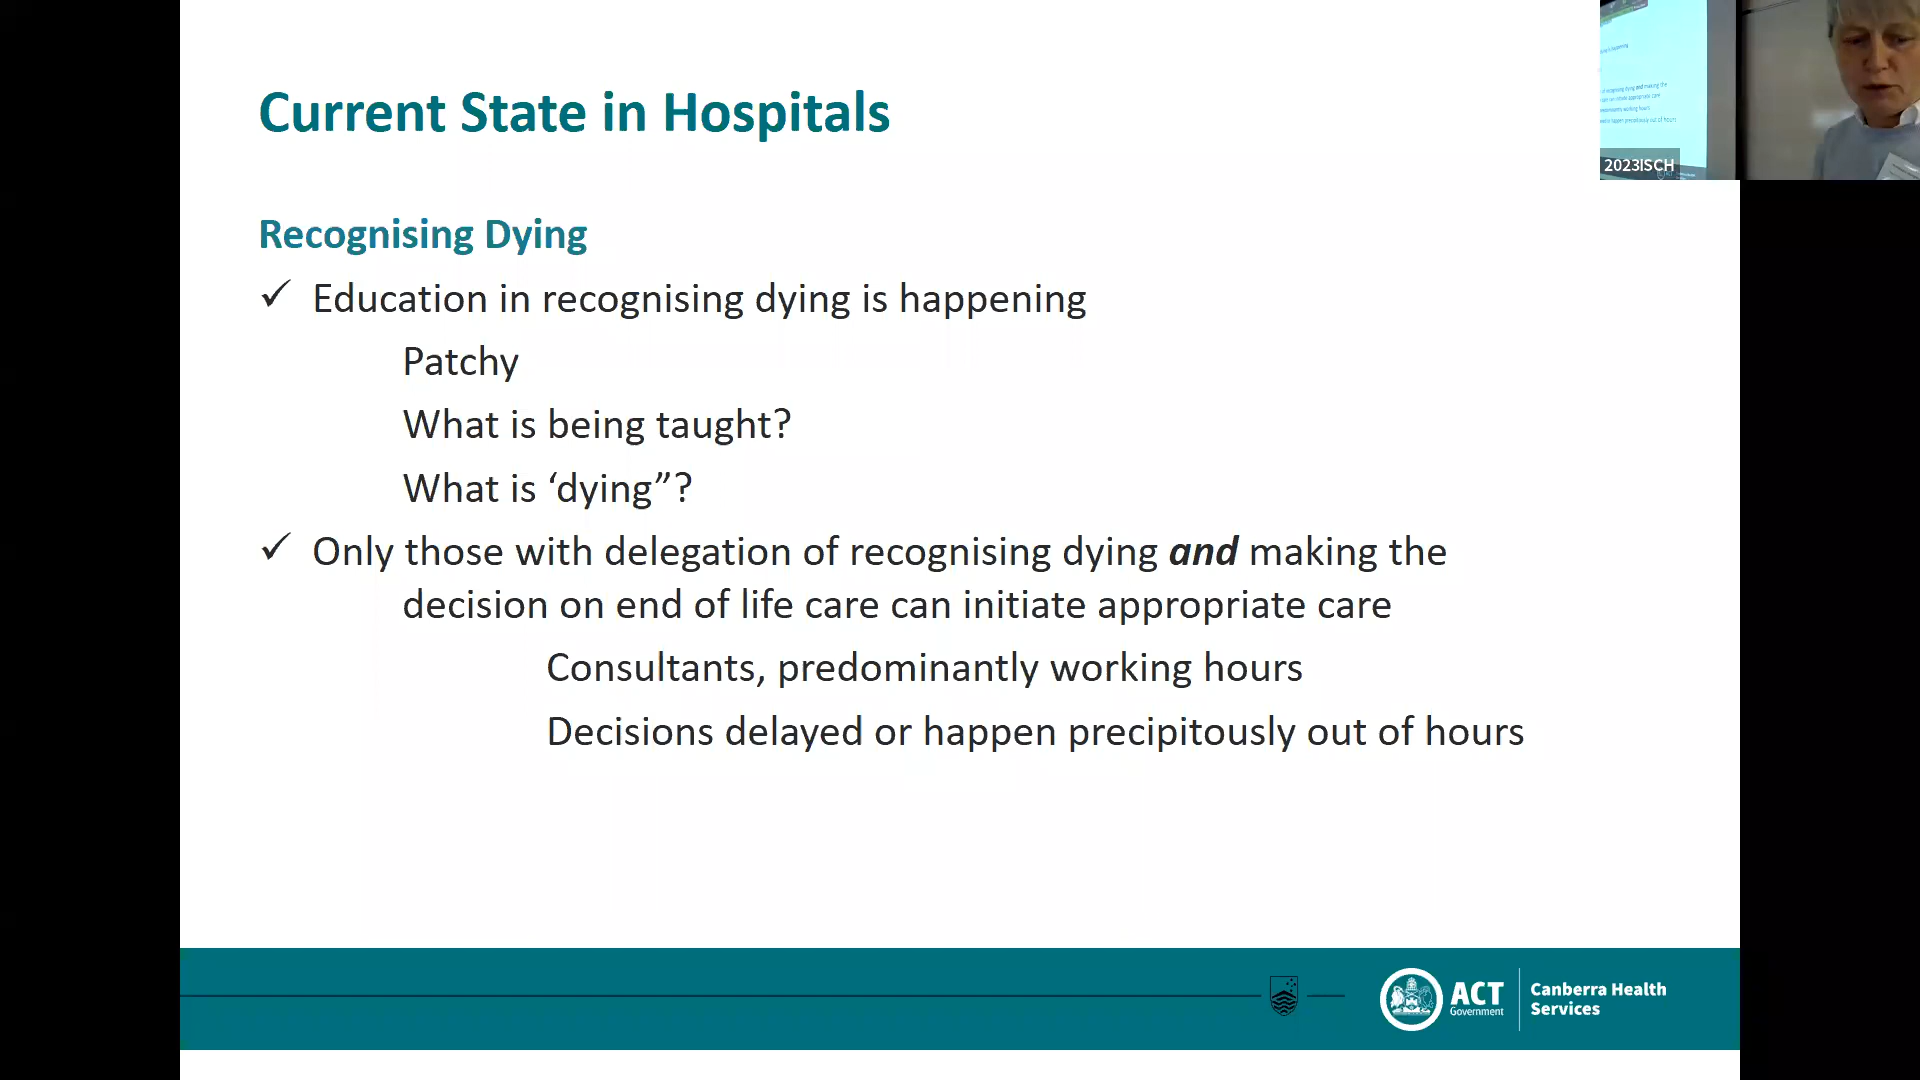 Current State in Hospitals
Recognising Dying
✓ Education in recognising dying is happening
Patchy
What is being taught?
What is ‘dying”?
✓ Only those with delegation of recognising dying and making the
decision on end of life care can initiate appropriate care
Consultants, predominantly working hours
Decisions delayed or happen precipitously out of hours
2023ISCH
ACT
Government
Canberra Health
Services